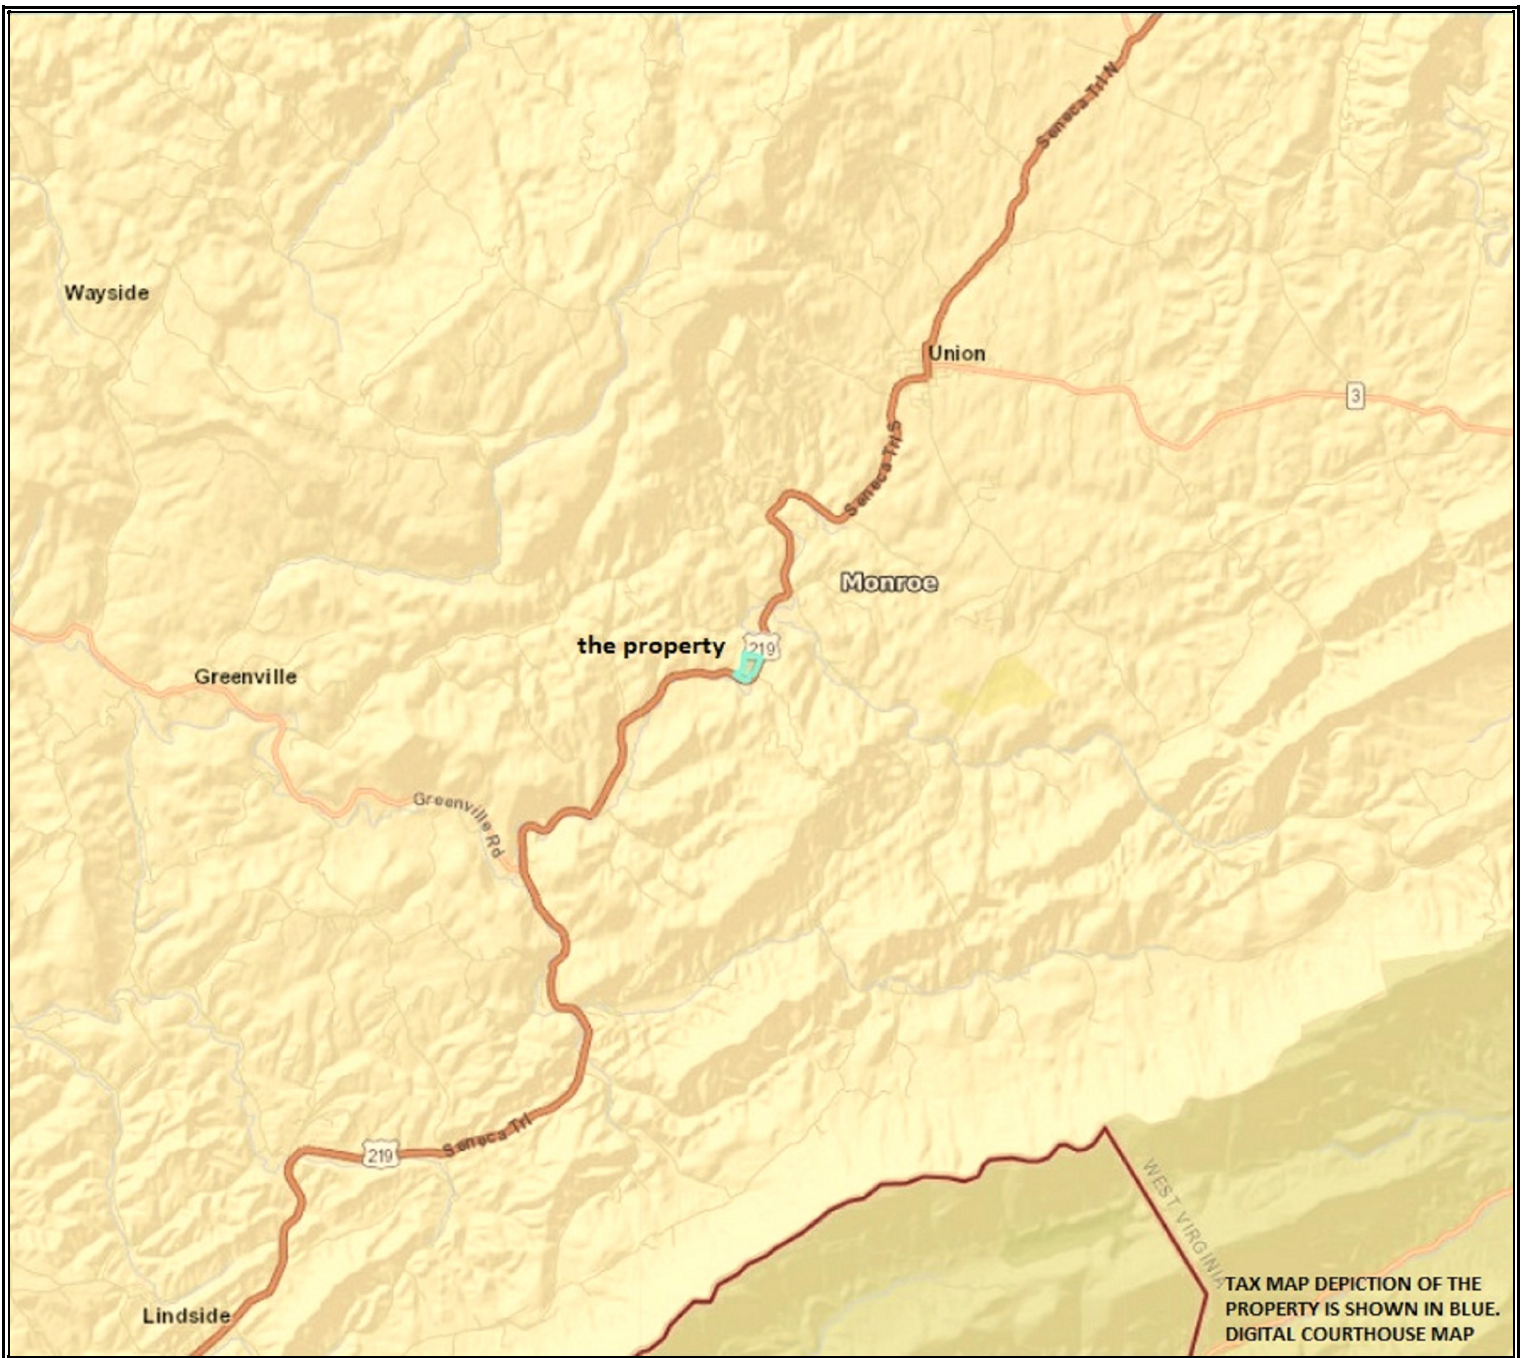 Seneca Trl N
Wayside
Union
3
Seneca Trl S
Monroe
the property
219
Greenville
Greenville Rd
Seneca Trl
219
WEST VIRGINIA
Lindside
TAX MAP DEPICTION OF THE
PROPERTY IS SHOWN IN BLUE.
DIGITAL COURTHOUSE MAP